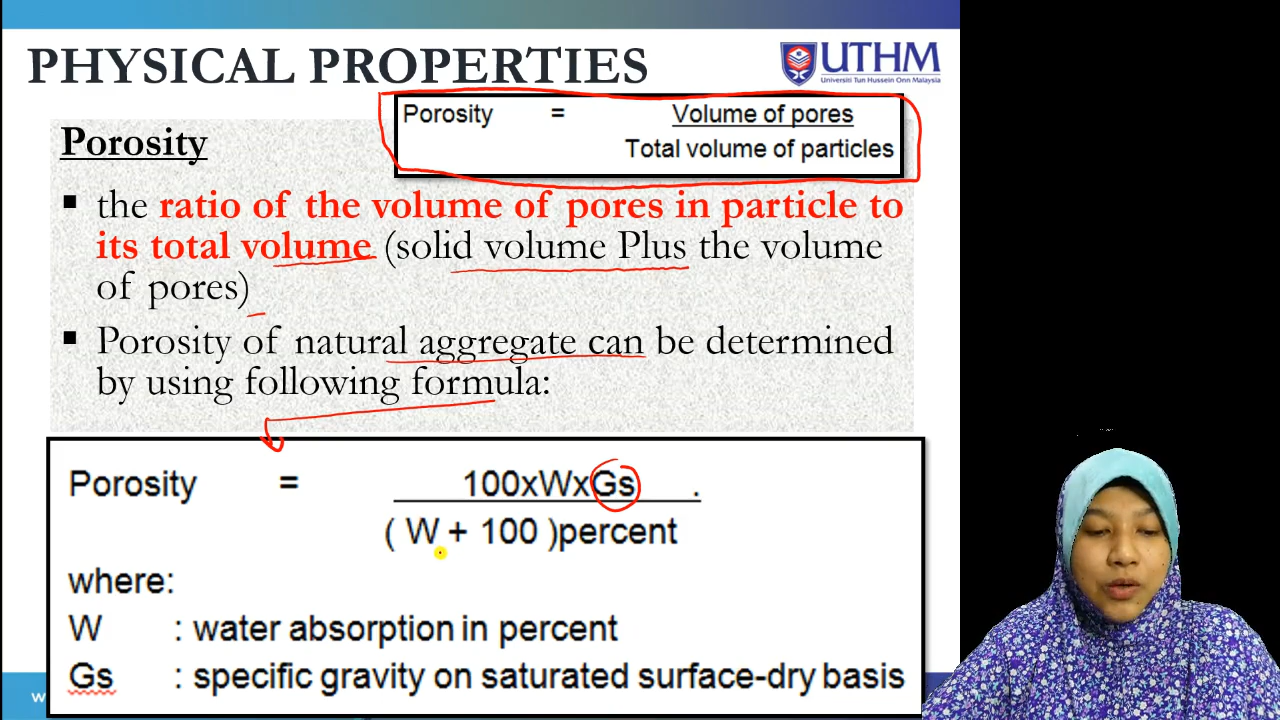 PHYSICAL PROPERTIES
UTHM
Universiti Tun Hussein Onn Malaysia
Porosity = Volume of pores
Total volume of particles
Porosity
▪ the ratio of the volume of pores in particle to
its total volume (solid volume Plus the volume
of pores)
▪ Porosity of natural aggregate can be determined
by using following formula:
Porosity = 100xWxGs .
( W + 100 )percent
where:
W : water absorption in percent
Gs : specific gravity on saturated surface-dry basis
w